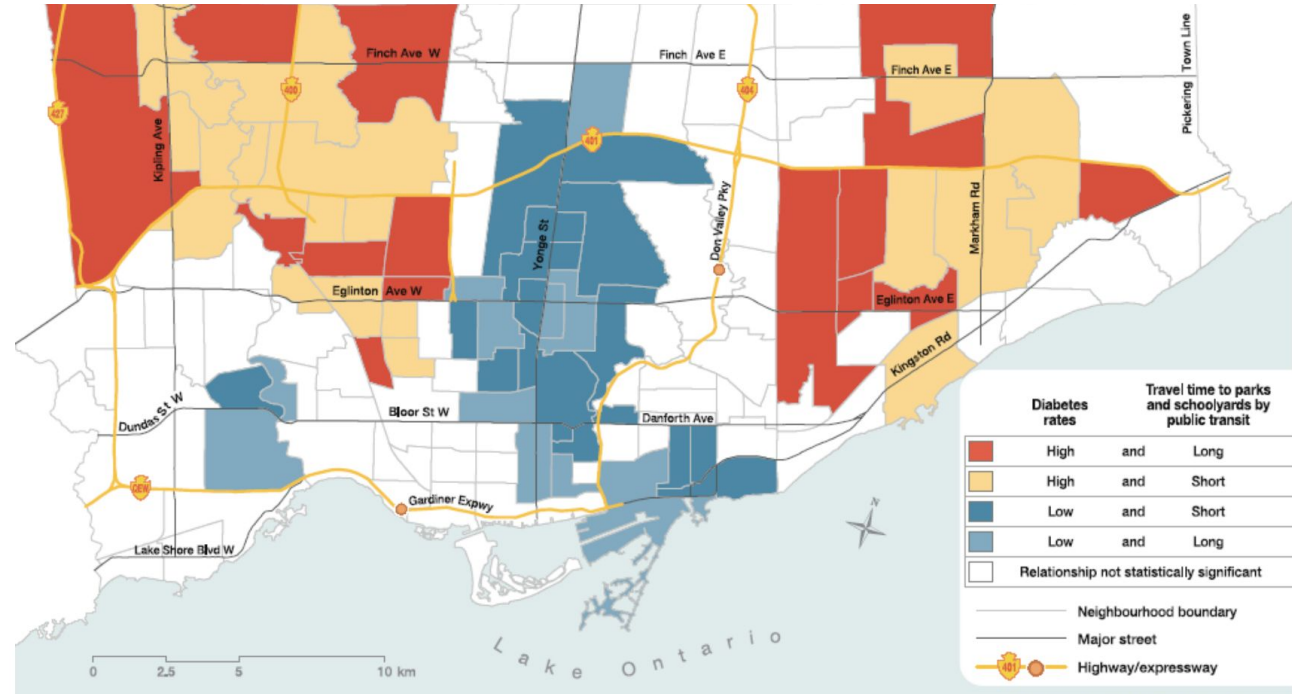 Finch Ave W
Finch Ave E
Finch Ave E
Pickering Town Line
427
400
404
401
Kipling Ave
Yonge St
Don Valley Pky
Markham Rd
Eglinton Ave W
Eglinton Ave E
Kingston Rd
Dundas St W
Bloor St W
Danforth Ave
QEW
Gardiner Expwy
Lake Shore Blvd W
Lake Ontario
N
0 2.5 5 10 km
Diabetes rates
Travel time to parks
and schoolyards by
public transit
High and Long
High and Short
Low and Short
Low and Long
Relationship not statistically significant
Neighbourhood boundary
Major street
401 Highway/expressway